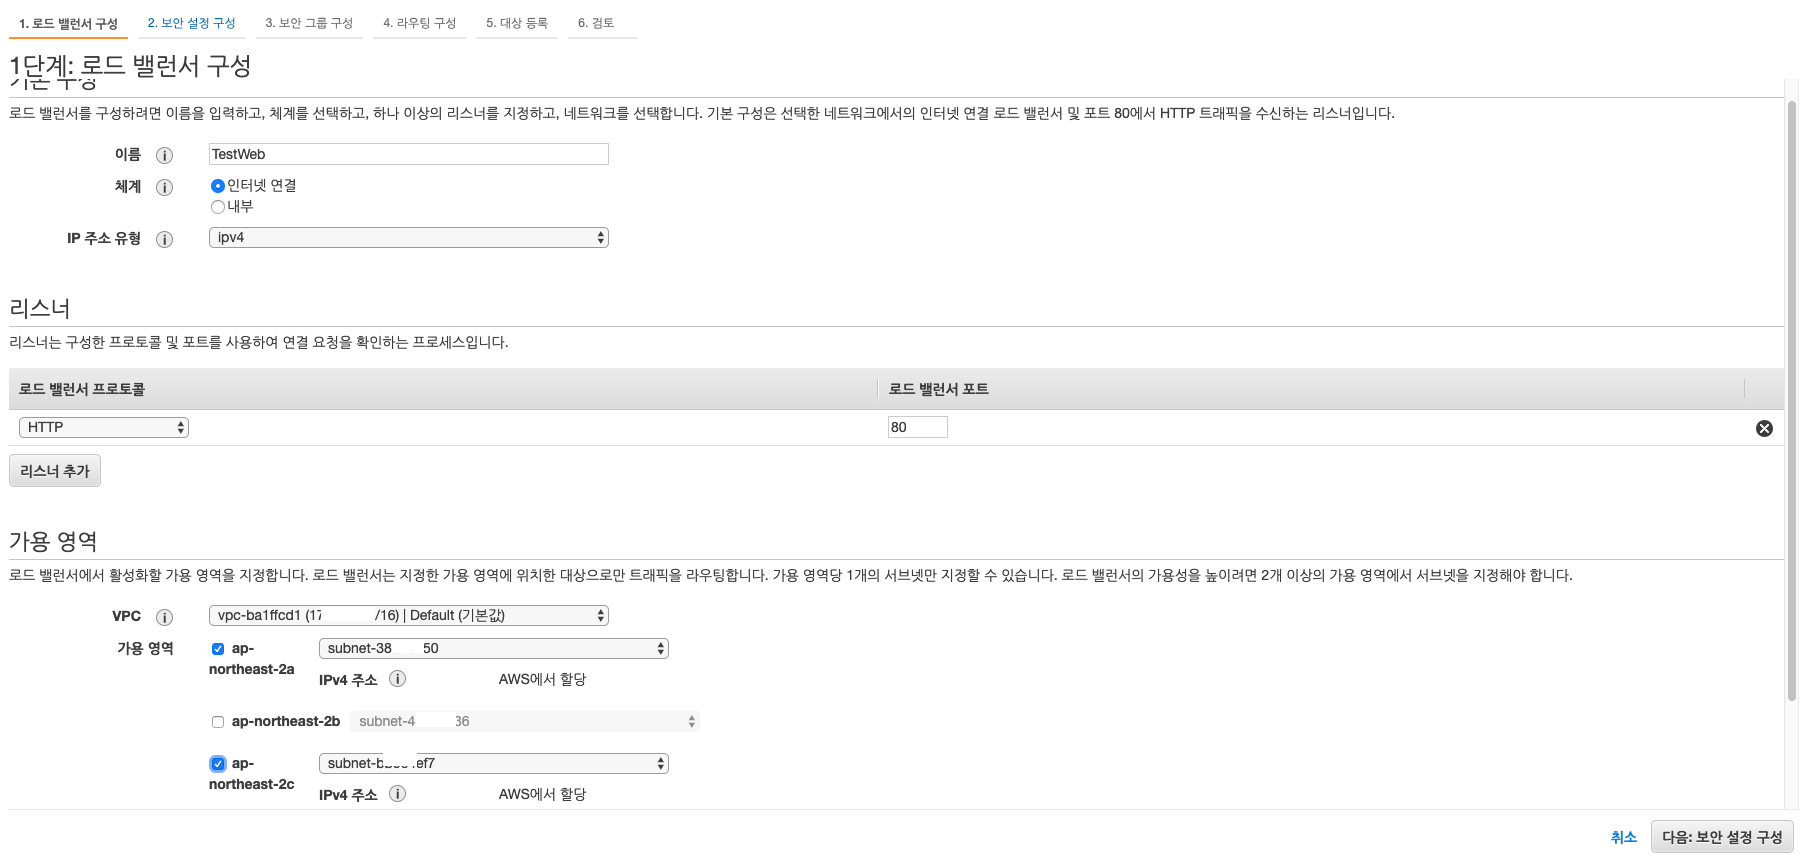 1. 로드 밸런서 구성 2. 보안 설정 구성 3. 보안 그룹 구성 4. 라우팅 구성 5. 대상 등록 6. 검토
1단계: 로드 밸런서 구성
로드 밸런서를 구성하려면 이름을 입력하고, 체계를 선택하고, 하나 이상의 리스너를 지정하고, 네트워크를 선택합니다. 기본 구성은 선택한 네트워크에서의 인터넷 연결 로드 밸런서 및 포트 80에서 HTTP 트래픽을 수신하는 리스너입니다.
이름 TestWeb
체계 인터넷 연결
내부
IP 주소 유형 ipv4
리스너
리스너는 구성한 프로토콜 및 포트를 사용하여 연결 요청을 확인하는 프로세스입니다.
로드 밸런서 프로토콜 로드 밸런서 포트
HTTP 80
리스너 추가
가용 영역
로드 밸런서에서 활성화할 가용 영역을 지정합니다. 로드 밸런서는 지정한 가용 영역에 위치한 대상으로만 트래픽을 라우팅합니다. 가용 영역당 1개의 서브넷만 지정할 수 있습니다. 로드 밸런서의 가용성을 높이려면 2개 이상의 가용 영역에서 서브넷을 지정해야 합니다.
VPC vpc-ba1ffcd1 (17 /16) | Default (기본값)
가용 영역 ap- subnet-38 50
northeast-2a
IPv4 주소 AWS에서 할당
ap-northeast-2b subnet-4 36
ap- subnet-b ef7
northeast-2c
IPv4 주소 AWS에서 할당
취소 다음: 보안 설정 구성